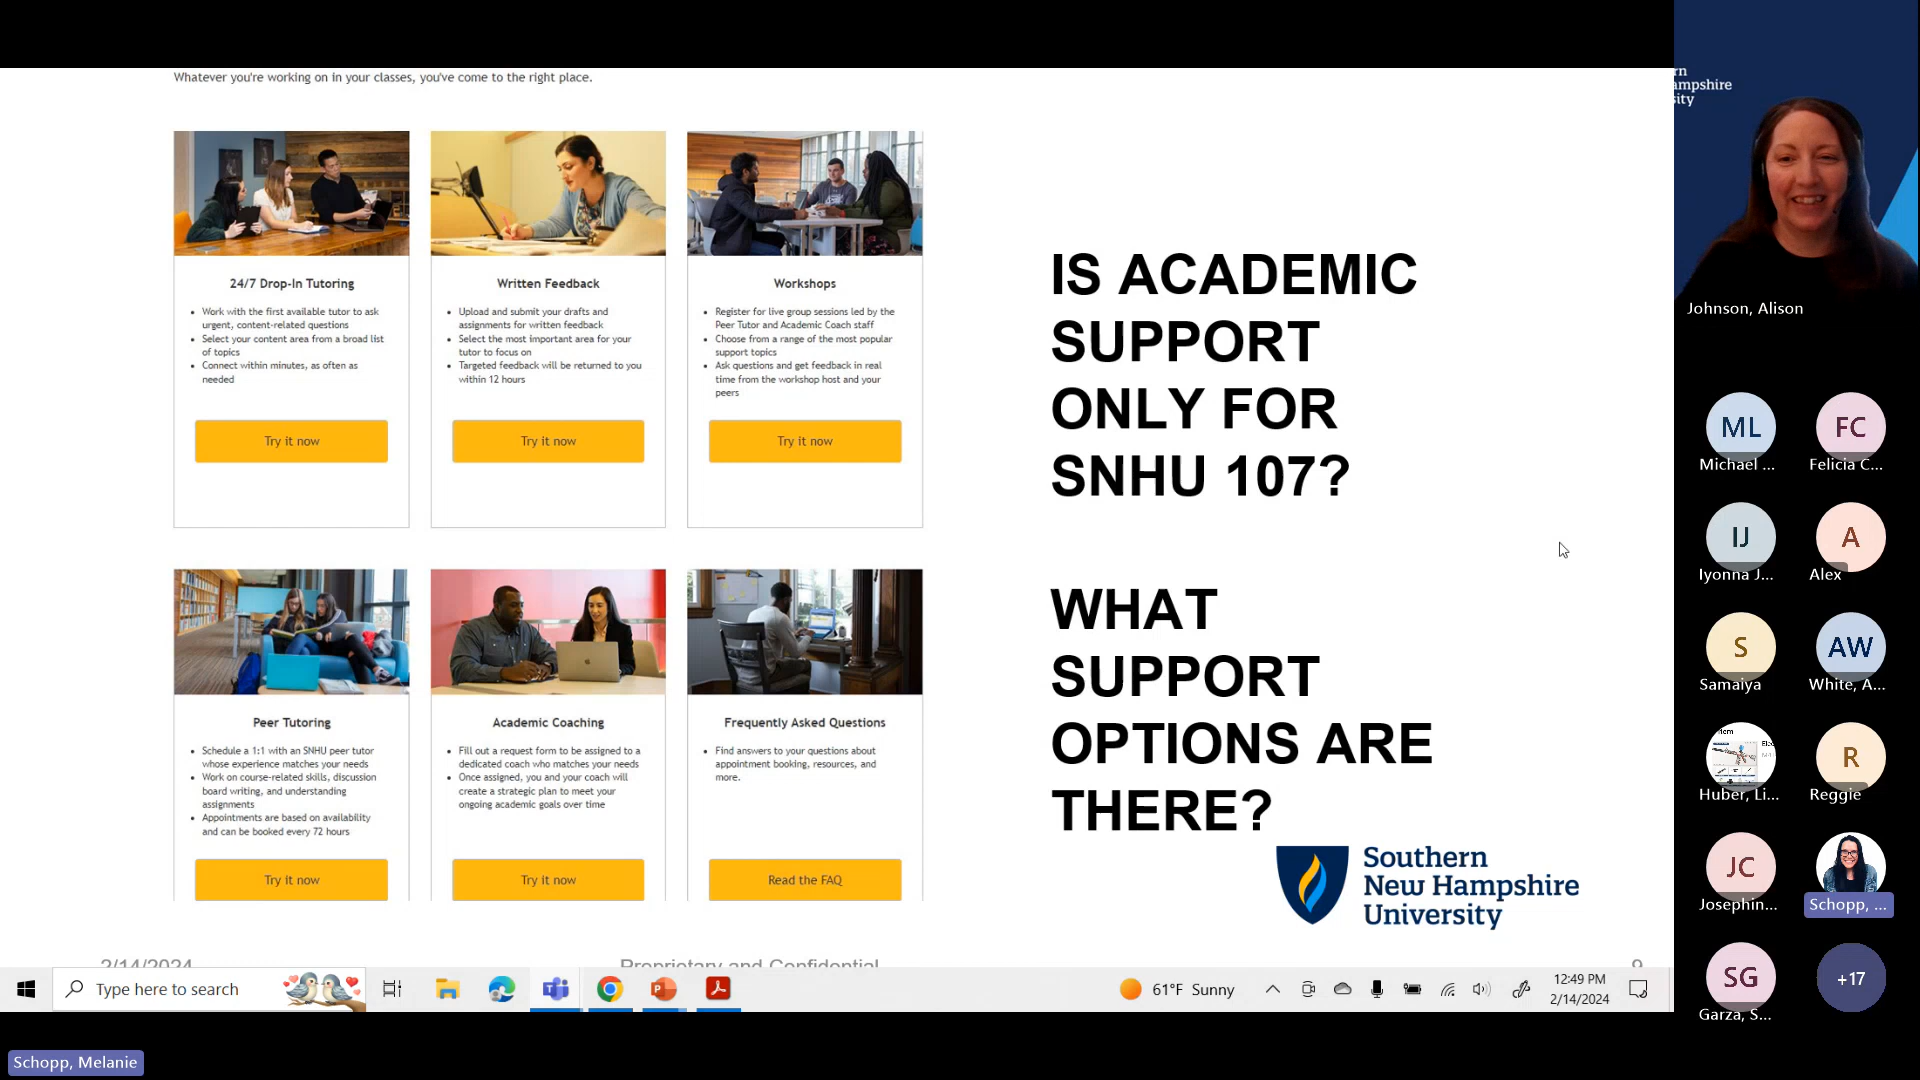 Whatever you're working on in your classes, you've come to the right place.
24/7 Drop-In Tutoring
• Work with the first available tutor to ask
urgent, content-related questions
• Select your content area from a broad list
of topics
• Connect within minutes, as often as
needed
Try it now
Written Feedback
• Upload and submit your drafts and
assignments for written feedback
• Select the most important area for your
tutor to focus on
• Targeted feedback will be returned to you
within 12 hours
Try it now
Workshops
• Register for live group sessions led by the
Peer Tutor and Academic Coach staff
• Choose from a range of the most popular
support topics
• Ask questions and get feedback in real
time from the workshop host and your
peers
Try it now
Peer Tutoring
• Schedule a 1:1 with an SNHU peer tutor
whose experience matches your needs
• Work on course-related skills, discussion
board writing, and understanding
assignments
• Appointments are based on availability
and can be booked every 72 hours
Try it now
Academic Coaching
• Fill out a request form to be assigned to a
dedicated coach who matches your needs
• Once assigned, you and your coach will
create a strategic plan to meet your
ongoing academic goals over time
Try it now
Frequently Asked Questions
• Find answers to your questions about
appointment booking, resources, and
more.
Read the FAQ
IS ACADEMIC
SUPPORT
ONLY FOR
SNHU 107?
WHAT
SUPPORT
OPTIONS ARE
THERE?
Southern
New Hampshire
University
2/14/2024
Proprietary and Confidential
9
Type here to search
61°F Sunny
12:49 PM
2/14/2024
rn
ampshire
sity
Johnson, Alison
ML
Michael ...
FC
Felicia C...
IJ
Iyonna J...
A
Alex
S
Samaiya
AW
White, A...
Huber, Li...
R
Reggie
JC
Josephin...
Schopp, ...
SG
Garza, S...
+17
Schopp, Melanie